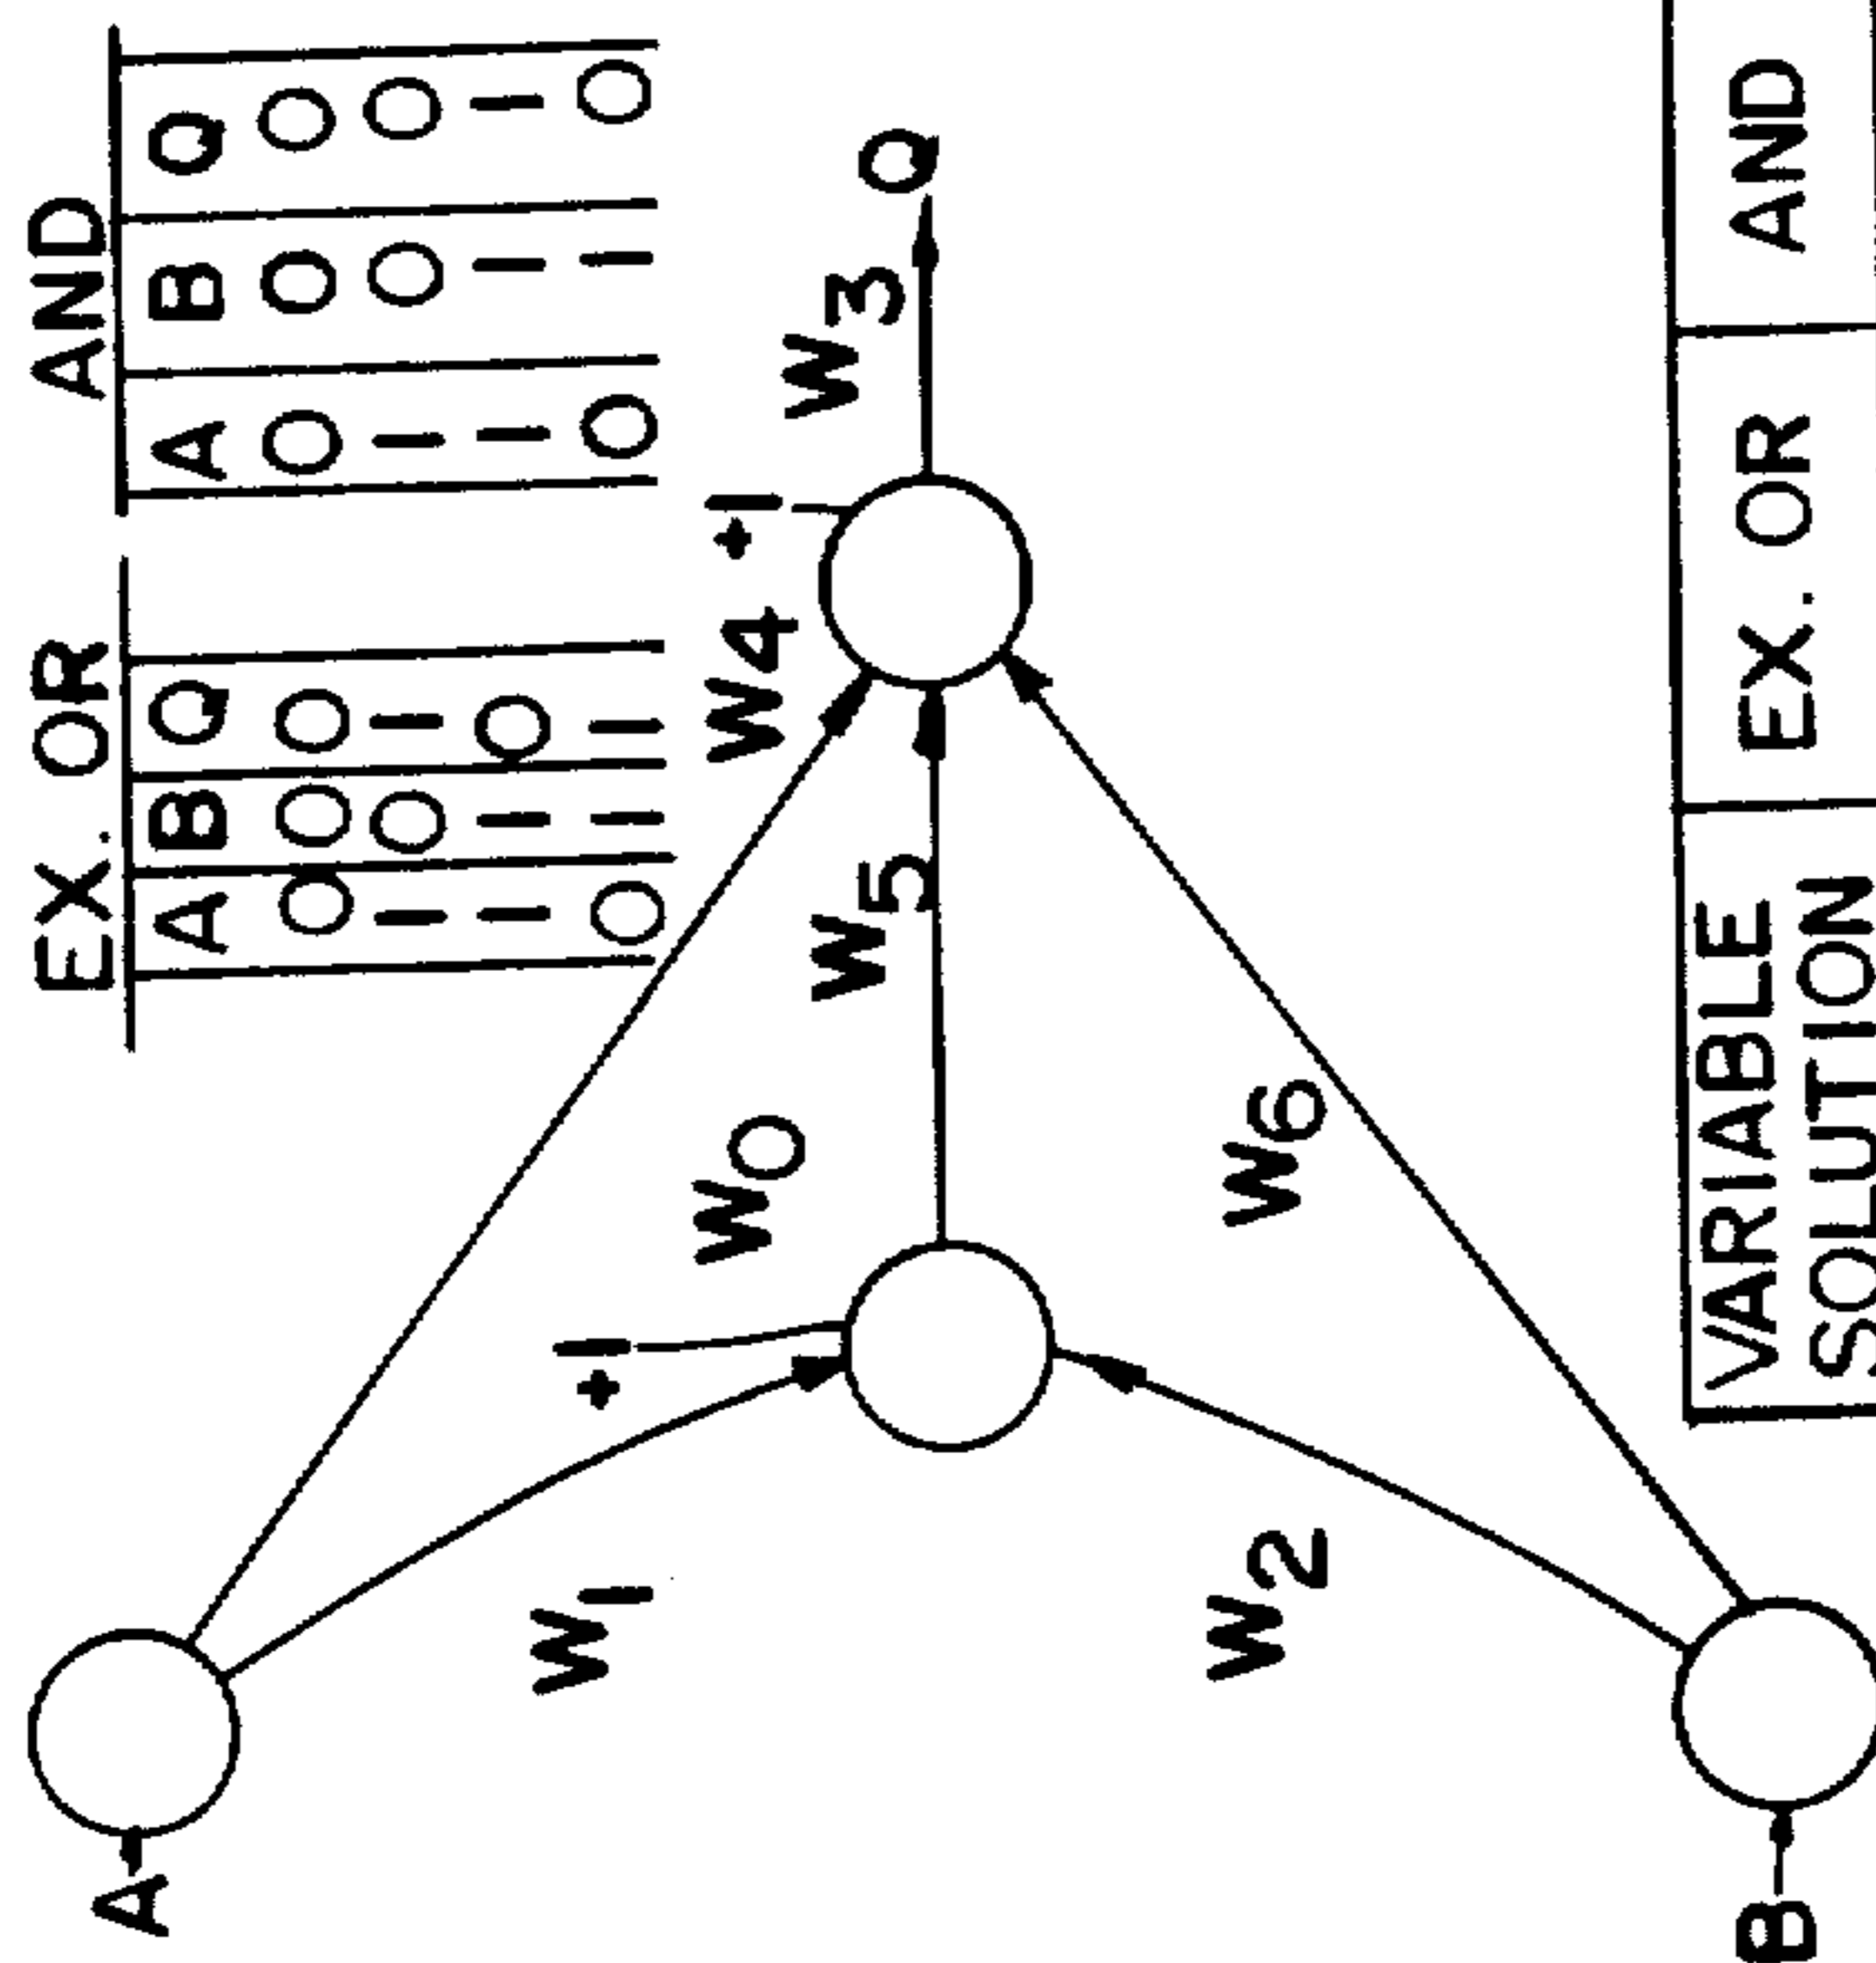 EX. OR AND
A B Q A B Q
0 0 0 0 0 0
1 0 1 1 0 0
1 1 0 1 1 1
0 1 1 0 1 0
A
W1
+1
W0
W4
+1
W5
W3
Q
W2
W6
B
VARIABLE EX. OR AND
SOLUTION